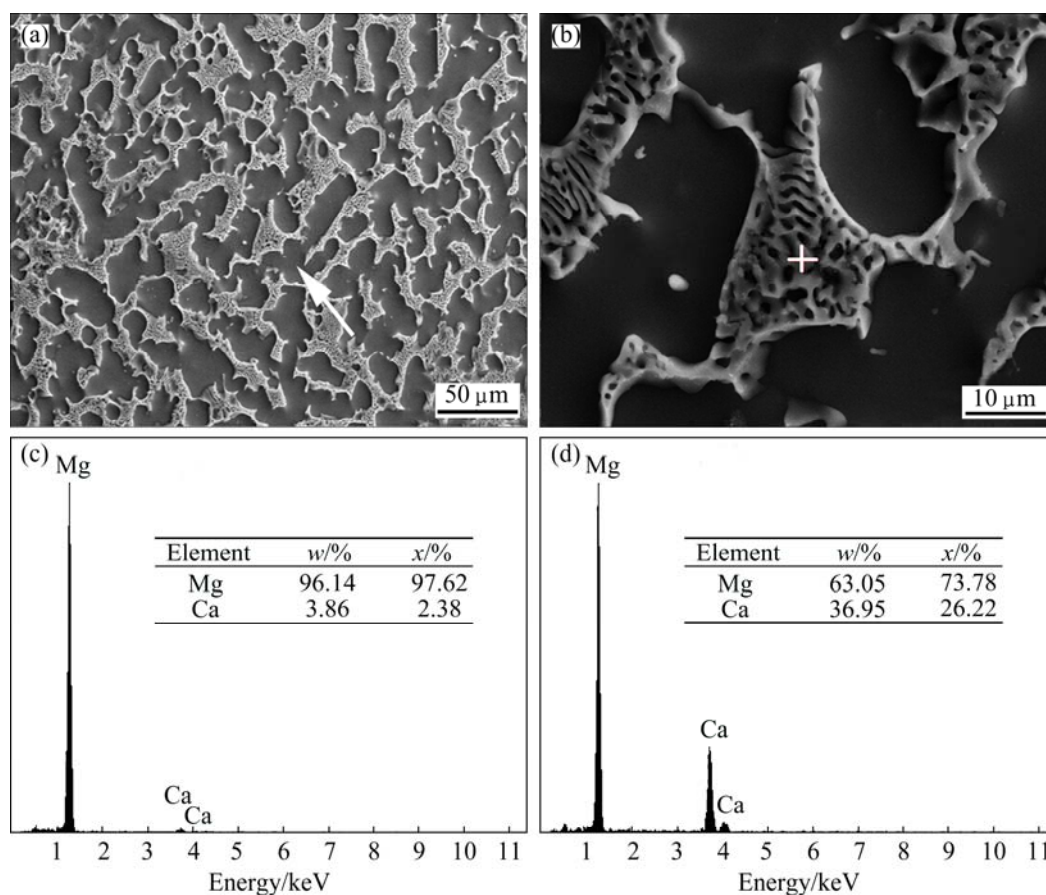 (a)
50 μm
(b)
10 μm
(c)
Mg
Element w/% x/%
Mg 96.14 97.62
Ca 3.86 2.38
Ca
Ca
1 2 3 4 5 6 7 8 9 10 11
Energy/keV
(d)
Mg
Element w/% x/%
Mg 63.05 73.78
Ca 36.95 26.22
Ca
Ca
1 2 3 4 5 6 7 8 9 10 11
Energy/keV